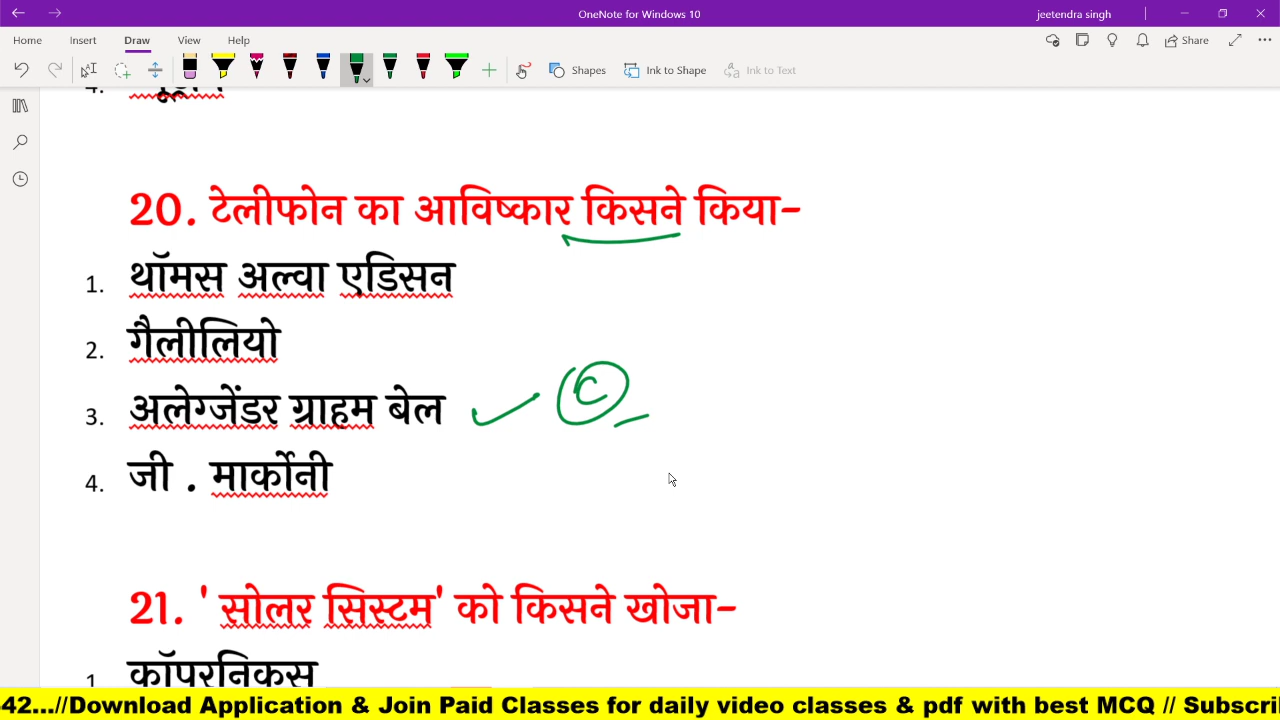 OneNote for Windows 10
jeetendra singh
Home Insert Draw View Help
Share
Shapes
Ink to Shape
Ink to Text
4.
20. टेलीफोन का आविष्कार किसने किया-
1. थॉमस अल्वा एडिसन
2. गैलीलियो
3. अलेग्जेंडर ग्राहम बेल C
4. जी . मार्कोनी
21. ' सोलर सिस्टम' को किसने खोजा-
1. कॉपरनिकस
42...//Download Application & Join Paid Classes for daily video classes & pdf with best MCQ // Subscri